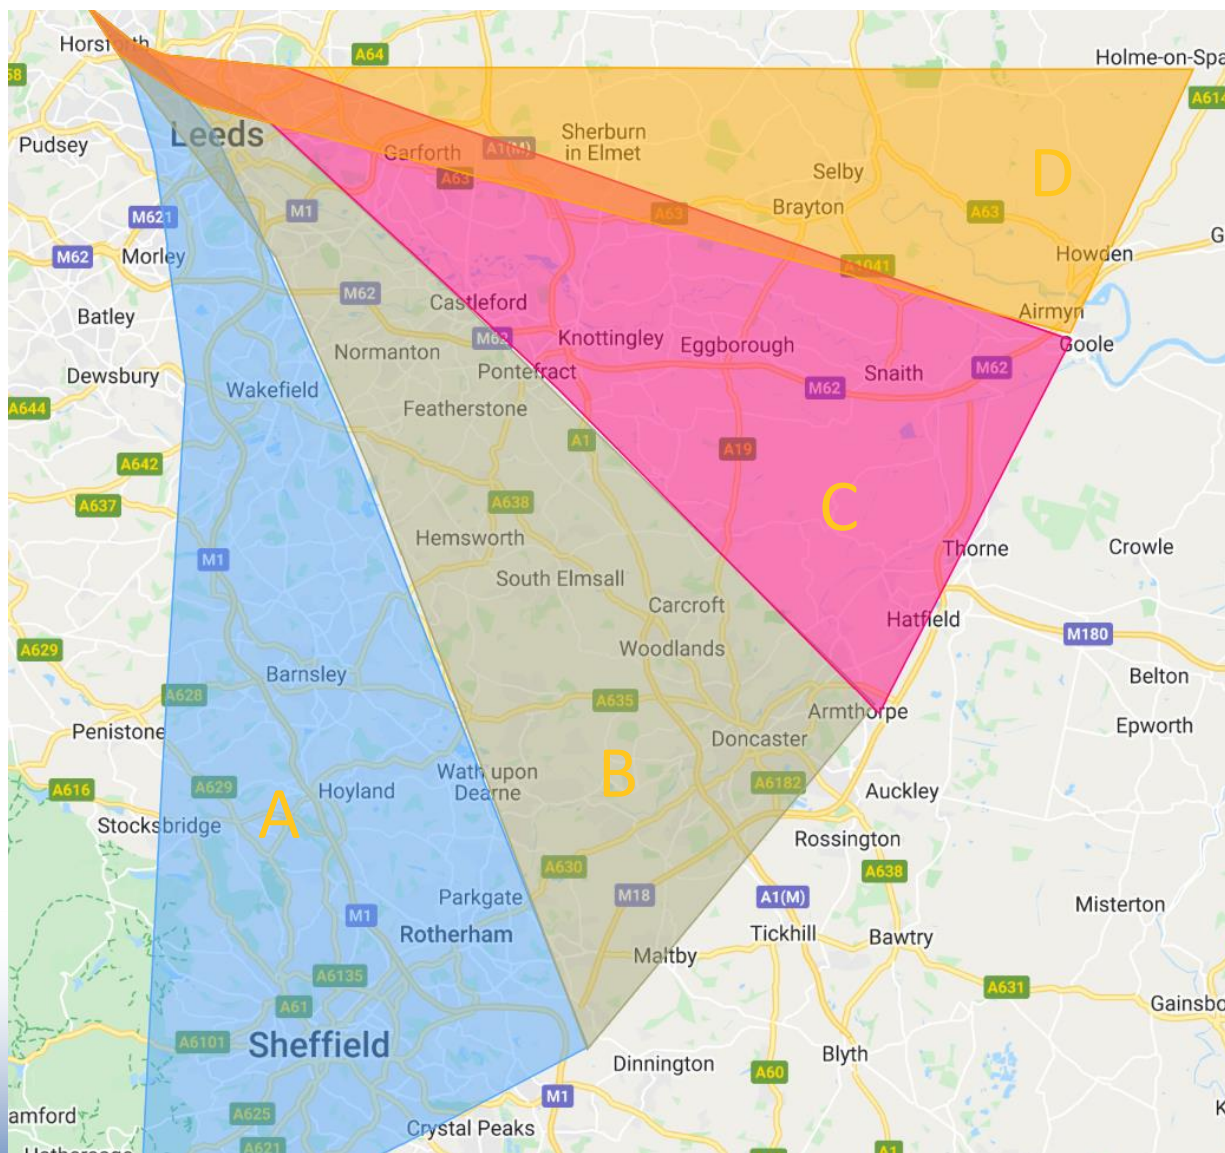 Horsforth
A64
Holme-on-Spa
58
A614
Leeds
Pudsey
Garforth
A1(M)
Sherburn
in Elmet
A63
Selby
D
Brayton
A63
A63
M621
M1
M62
Morley
A1041
Howden
G
M62
Castleford
Batley
Airmyn
Goole
M62
Knottingley
Eggborough
Normanton
Pontefract
Snaith
M62
Dewsbury
Wakefield
M62
A644
Featherstone
A1
A19
A642
A637
A638
C
Hemsworth
Thorne
Crowle
M1
South Elmsall
Carcroft
Hatfield
M180
A629
Woodlands
Barnsley
Belton
A628
A635
Armthorpe
Epworth
Penistone
Doncaster
Wath upon
Dearne
B
A6182
A616
A629
Hoyland
Auckley
A
Stocksbridge
Rossington
A630
A638
Parkgate
M18
A1(M)
Misterton
M1
Rotherham
Tickhill
Bawtry
Maltby
A6135
A631
A61
Gainsbo
Sheffield
A6101
Blyth
Dinnington
A60
M1
amford
A625
K
Crystal Peaks
A621
A1